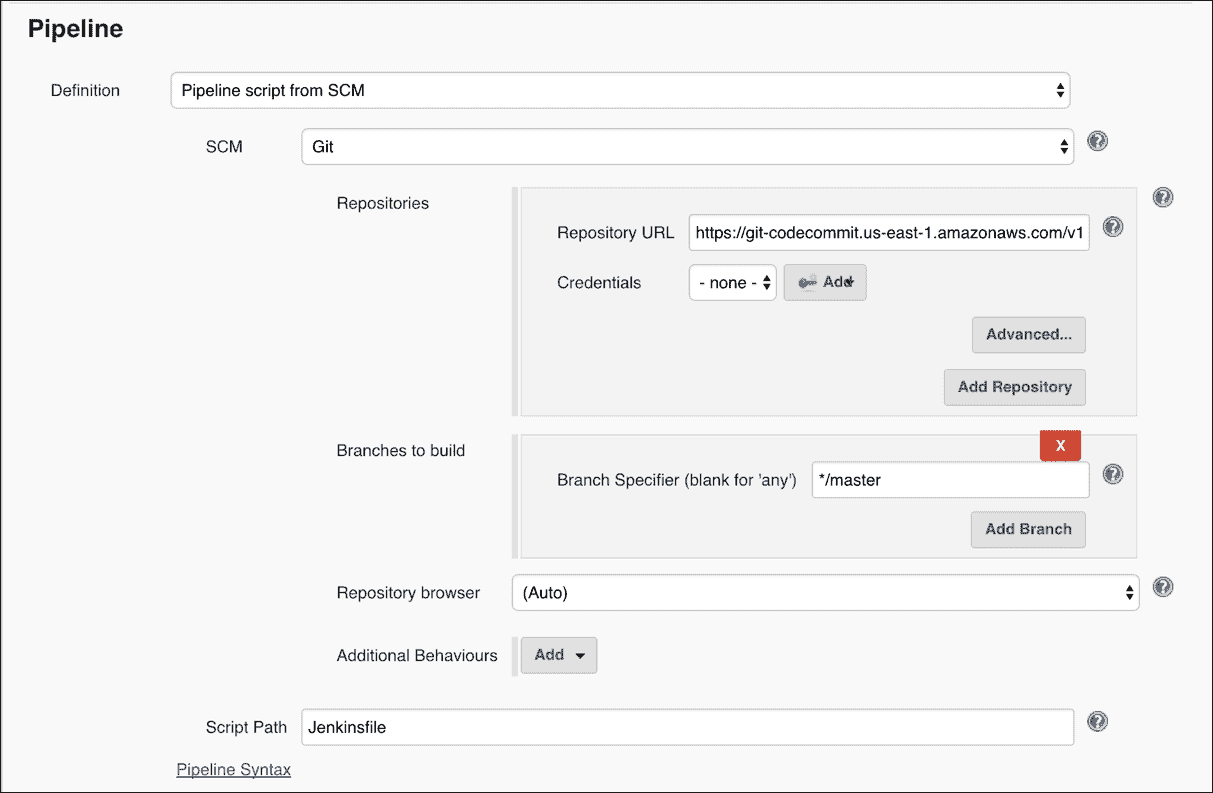 Pipeline
Definition Pipeline script from SCM
SCM Git
Repositories
Repository URL https://git-codecommit.us-east-1.amazonaws.com/v1
Credentials - none - Add
Advanced...
Add Repository
Branches to build
X
Branch Specifier (blank for 'any') */master
Add Branch
Repository browser (Auto)
Additional Behaviours Add
Script Path Jenkinsfile
Pipeline Syntax